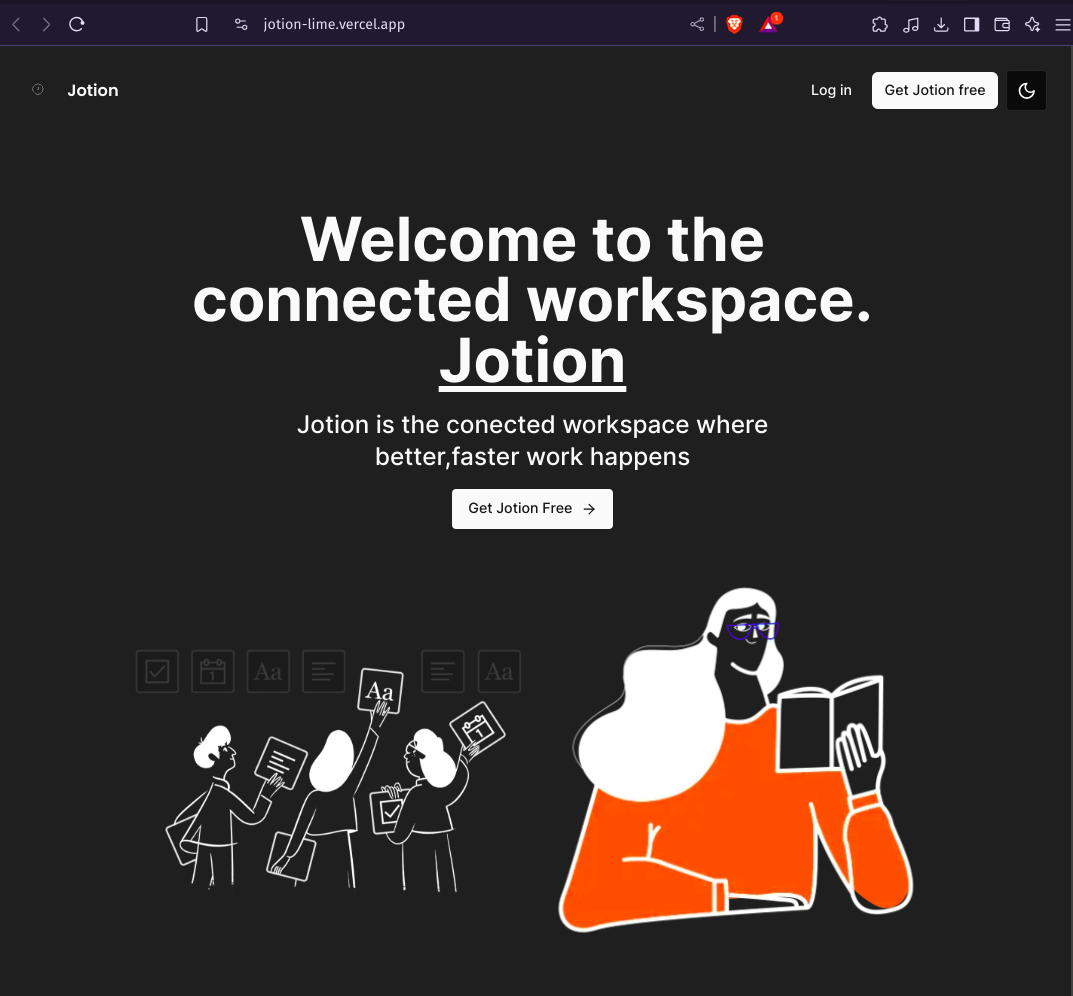 jotion-lime.vercel.app
1
Jotion
Log in
Get Jotion free
Welcome to the
connected workspace.
Jotion
Jotion is the conected workspace where
better,faster work happens
Get Jotion Free
1
Aa
Aa
Aa
1